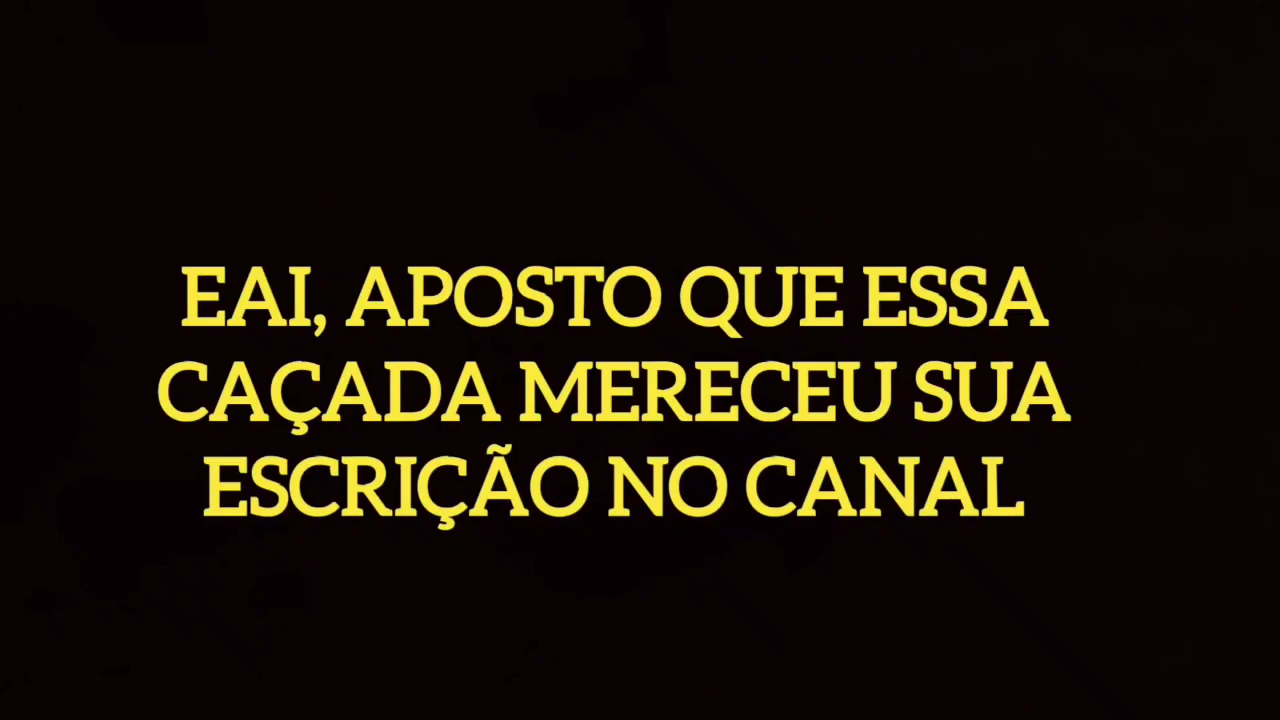 EAI, APOSTO QUE ESSA
CAÇADA MERECEU SUA
ESCRIÇÃO NO CANAL